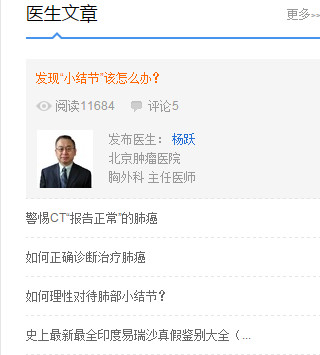 医生文章
更多>>
发现“小结节”该怎么办？
阅读11684 评论5
发布医生： 杨跃
北京肿瘤医院
胸外科 主任医师
警惕CT“报告正常”的肺癌
如何正确诊断治疗肺癌
如何理性对待肺部小结节？
史上最新最全印度易瑞沙真假鉴别大全（...